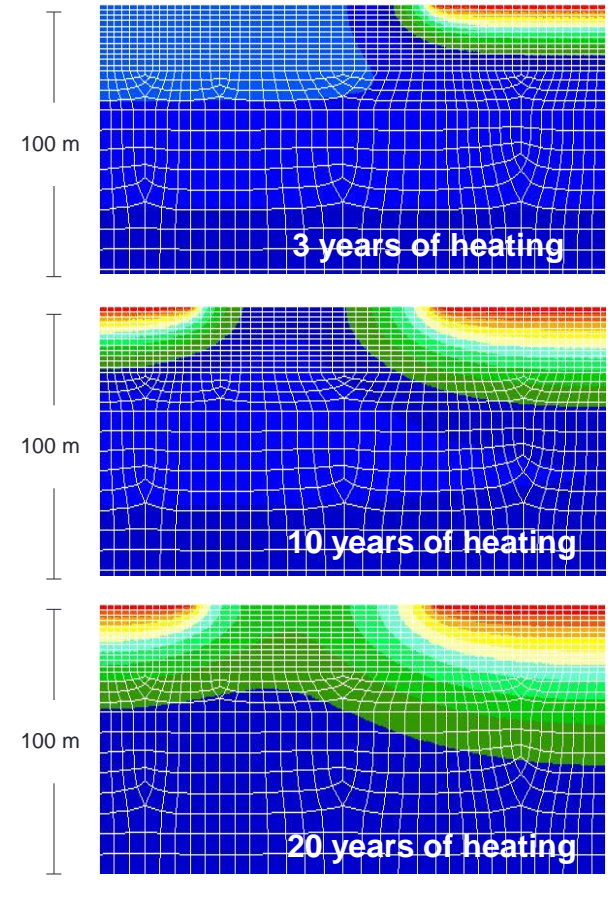 100 m
3 years of heating
100 m
10 years of heating
100 m
20 years of heating